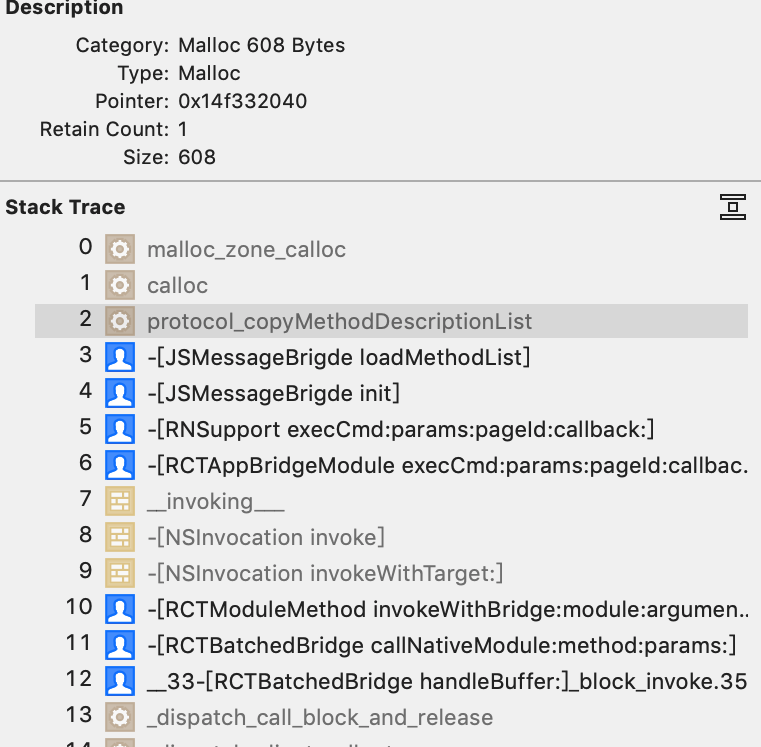 Description
Category: Malloc 608 Bytes
Type: Malloc
Pointer: 0x14f332040
Retain Count: 1
Size: 608
Stack Trace
0 malloc_zone_calloc
1 calloc
2 protocol_copyMethodDescriptionList
3 -[JSMessageBrigde loadMethodList]
4 -[JSMessageBrigde init]
5 -[RNSupport execCmd:params:pageId:callback:]
6 -[RCTAppBridgeModule execCmd:params:pageId:callbac..
7 __invoking___
8 -[NSInvocation invoke]
9 -[NSInvocation invokeWithTarget:]
10 -[RCTModuleMethod invokeWithBridge:module:argumen..
11 -[RCTBatchedBridge callNativeModule:method:params:]
12 __33-[RCTBatchedBridge handleBuffer:]_block_invoke.35
13 _dispatch_call_block_and_release